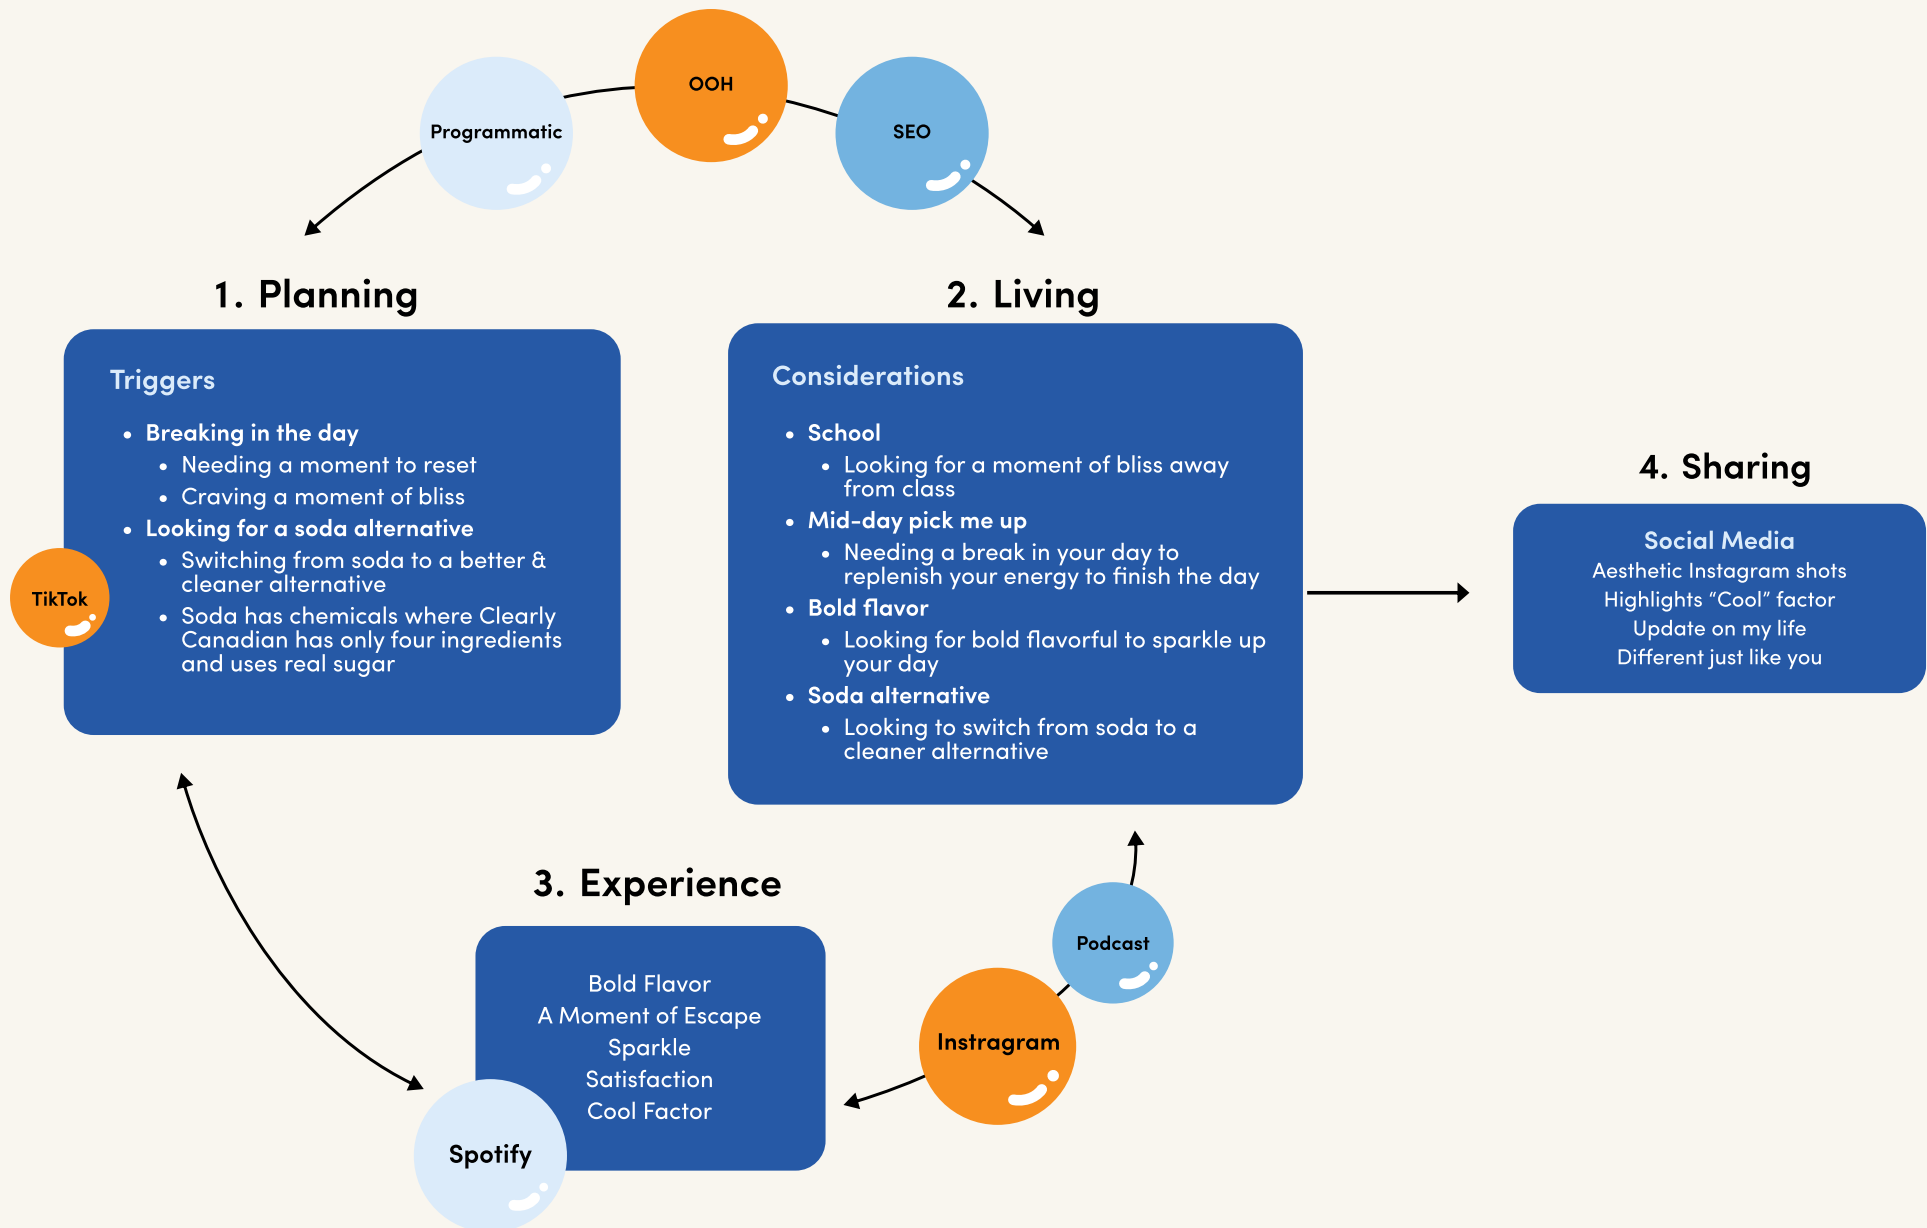 Programmatic
OOH
SEO
1. Planning
Triggers
• Breaking in the day
• Needing a moment to reset
• Craving a moment of bliss
• Looking for a soda alternative
• Switching from soda to a better &
cleaner alternative
• Soda has chemicals where Clearly
Canadian has only four ingredients
and uses real sugar
TikTok
2. Living
Considerations
• School
• Looking for a moment of bliss away
from class
• Mid-day pick me up
• Needing a break in your day to
replenish your energy to finish the day
• Bold flavor
• Looking for bold flavorful to sparkle up
your day
• Soda alternative
• Looking to switch from soda to a
cleaner alternative
4. Sharing
Social Media
Aesthetic Instagram shots
Highlights “Cool” factor
Update on my life
Different just like you
3. Experience
Bold Flavor
A Moment of Escape
Sparkle
Satisfaction
Cool Factor
Spotify
Instragram
Podcast